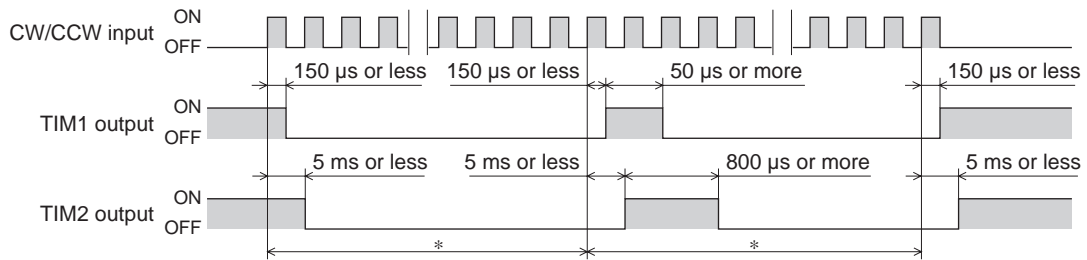 ON
CW/CCW input
OFF
150 µs or less 150 µs or less 50 µs or more 150 µs or less
ON
TIM1 output
OFF
5 ms or less 5 ms or less 800 µs or more 5 ms or less
ON
TIM2 output
OFF
* *